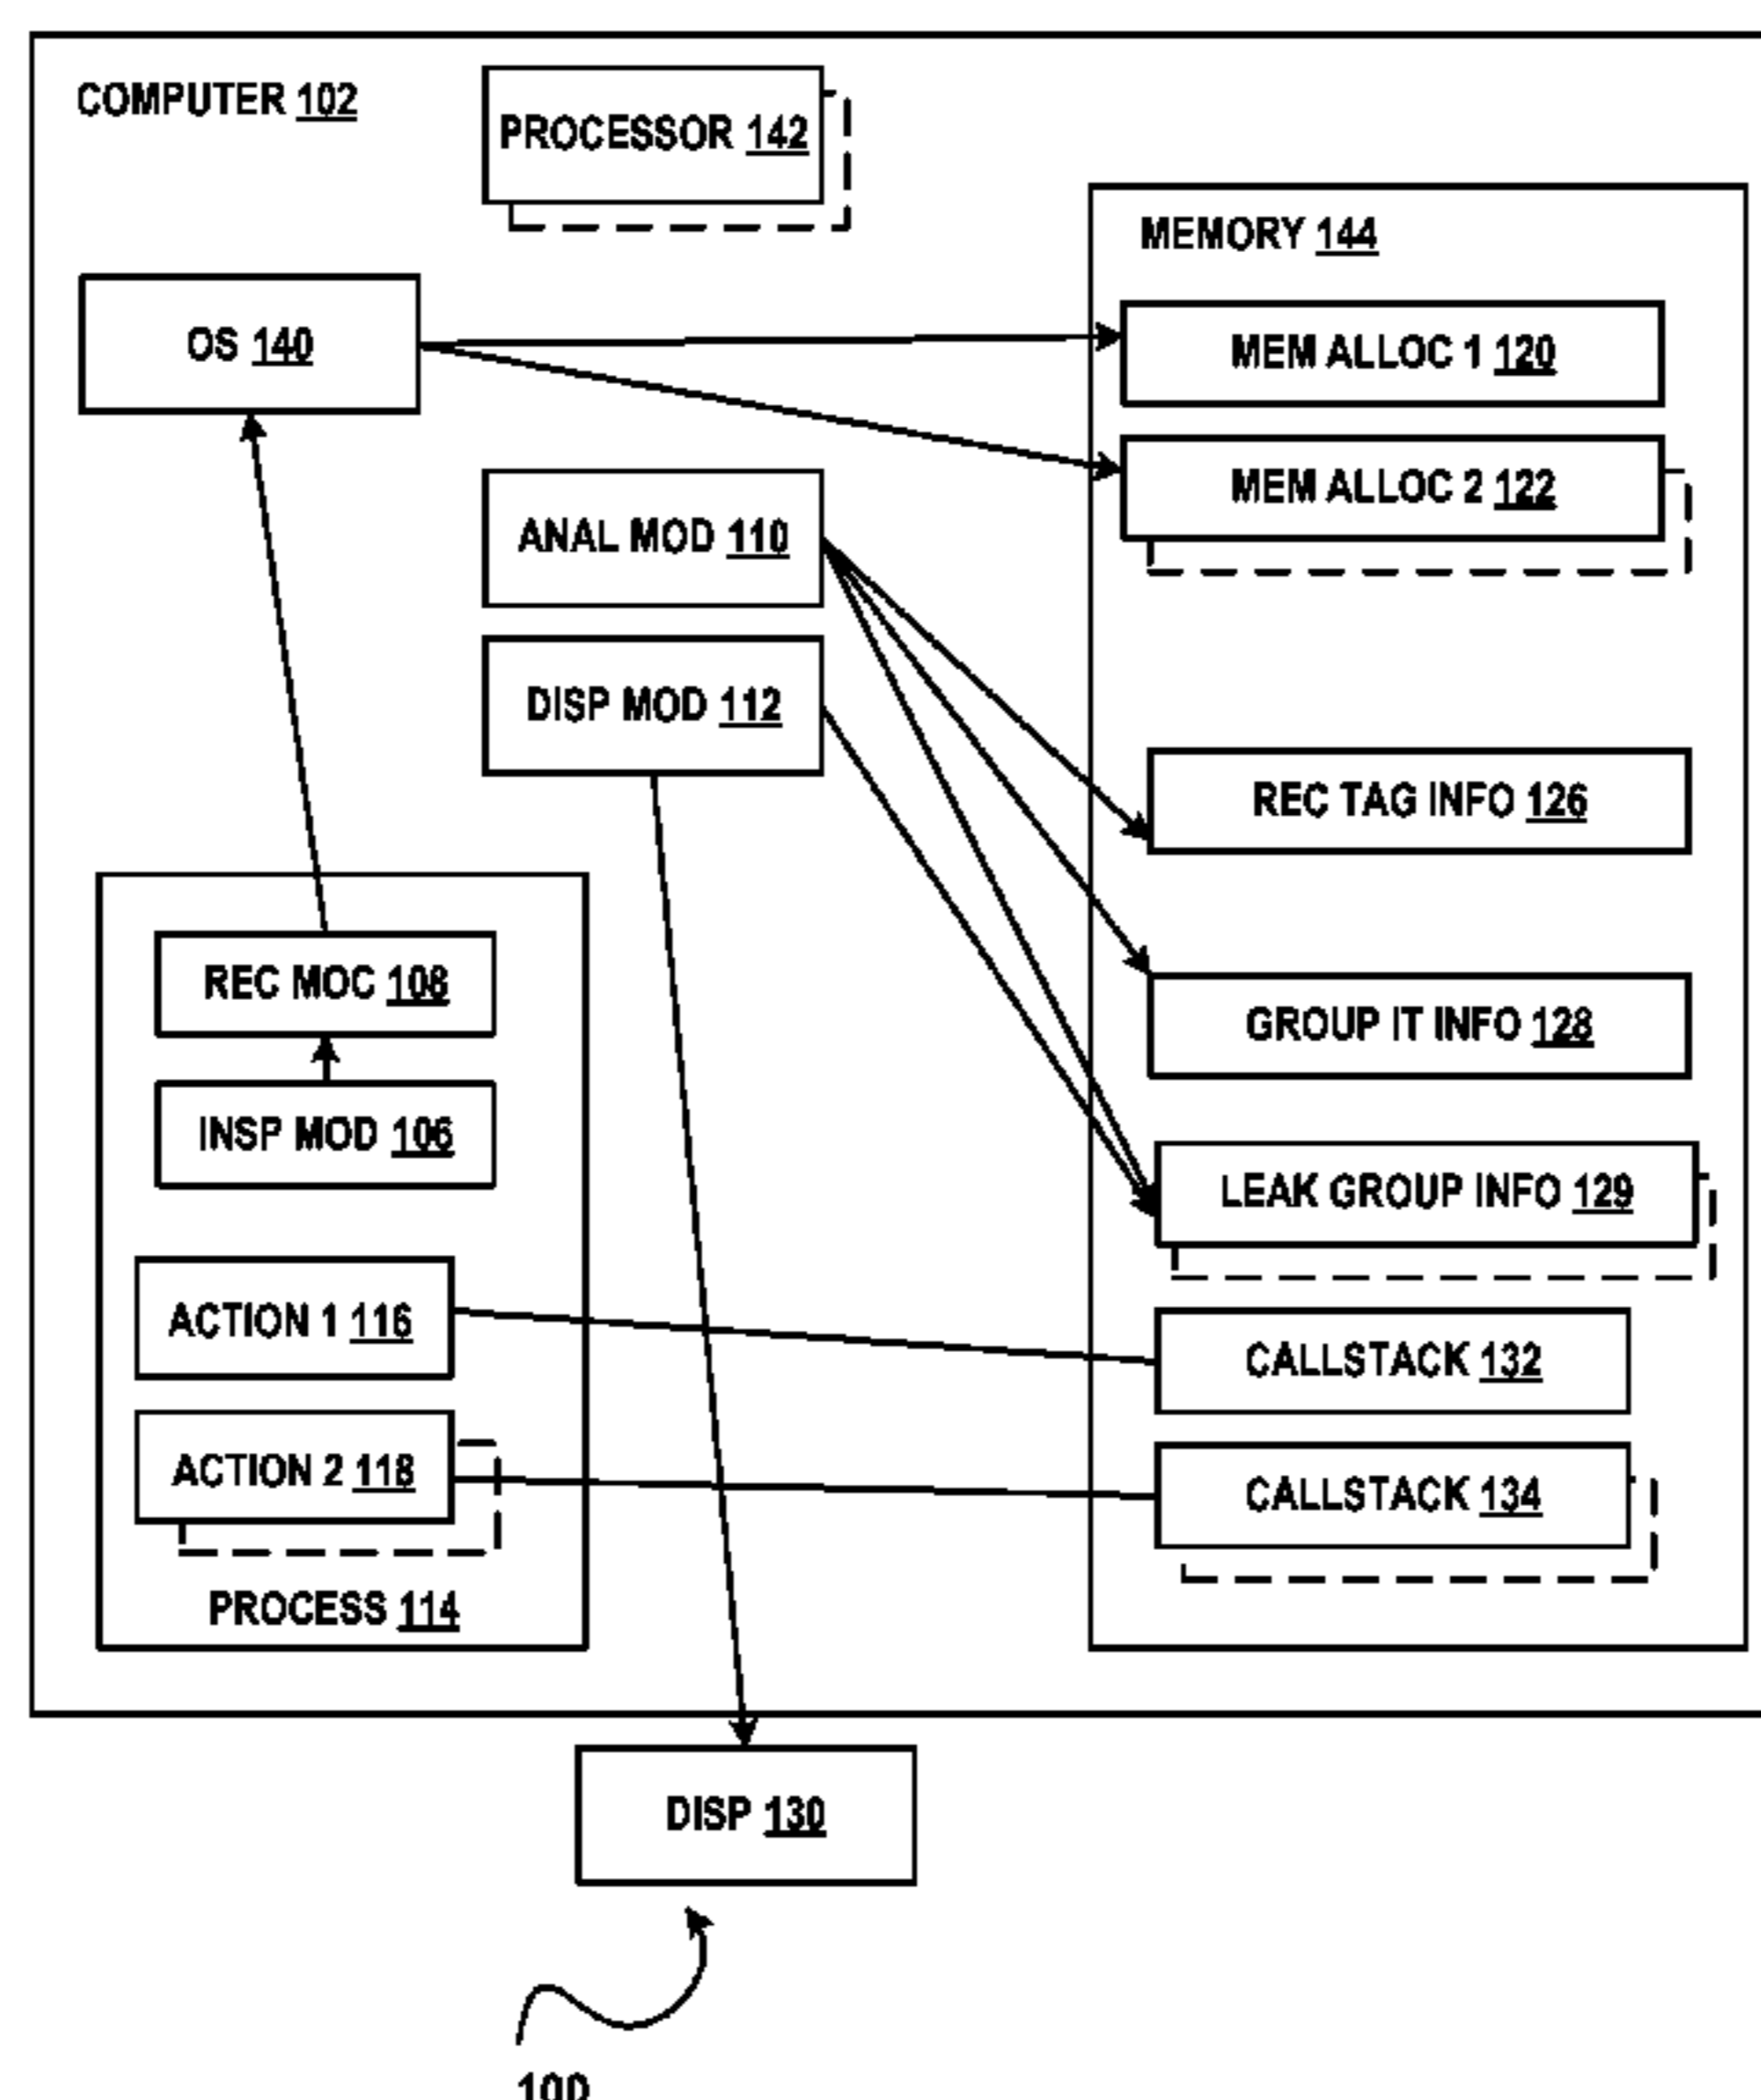 COMPUTER 102
PROCESSOR 142
MEMORY 144
OS 140
MEM ALLOC 1 120
MEM ALLOC 2 122
ANAL MOD 110
DISP MOD 112
REC TAG INFO 126
REC MOC 108
GROUP IT INFO 128
INSP MOD 106
LEAK GROUP INFO 129
ACTION 1 116
CALLSTACK 132
ACTION 2 118
CALLSTACK 134
PROCESS 114
DISP 130
100